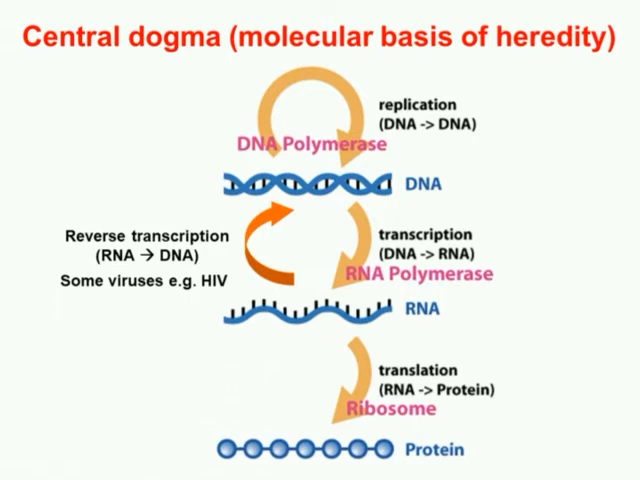 Central dogma (molecular basis of heredity)
replication
(DNA -> DNA)
DNA Polymerase
DNA
Reverse transcription
(RNA → DNA)
Some viruses e.g. HIV
transcription
(DNA -> RNA)
RNA Polymerase
RNA
translation
(RNA -> Protein)
Ribosome
Protein